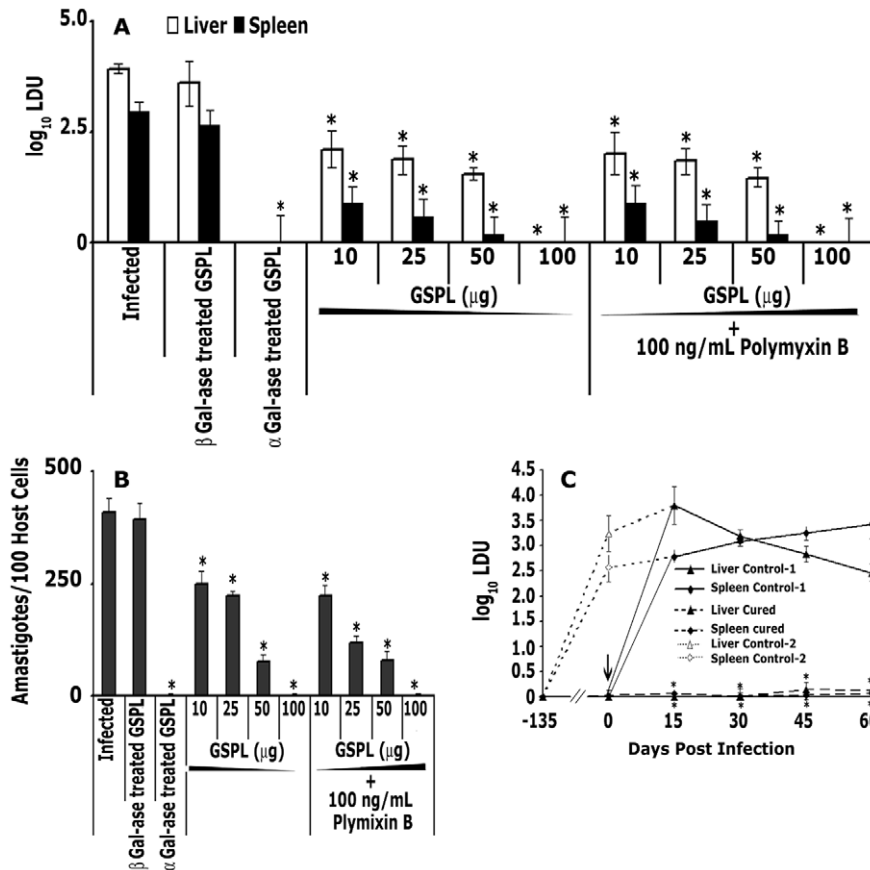 A
Liver Spleen
5.0
2.5
0
log10 LDU
* * * * * * * * * * * * * * * * *
Infected
β Gal-ase treated GSPL
α Gal-ase treated GSPL
10 25 50 100
GSPL (μg)
10 25 50 100
GSPL (μg)
+
100 ng/mL Polymyxin B
B
500
250
0
Amastigotes/100 Host Cells
* * * * * * * * *
Infected
β Gal-ase treated GSPL
α Gal-ase treated GSPL
10 25 50 100
GSPL (μg)
10 25 50 100
GSPL (μg)
+
100 ng/mL
Plymixin B
C
4.5
4.0
3.5
3.0
2.5
2.0
1.5
1.0
0.5
0
log10 LDU
Liver Control-1
Spleen Control-1
Liver Cured
Spleen cured
Liver Control-2
Spleen Control-2
* * * *
* * * *
-135 0 15 30 45
Days Post Infection